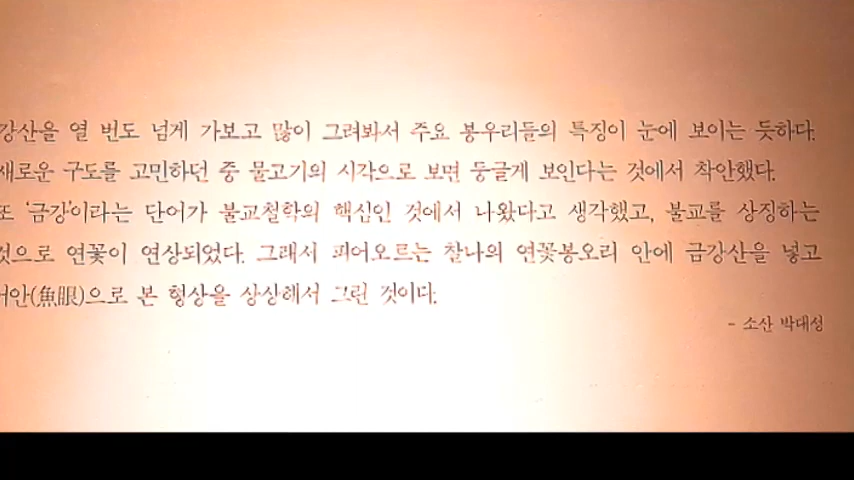 강산을 열 번도 넘게 가보고 많이 그려봐서 주요 봉우리들의 특징이 눈에 보이는 듯하다.
새로운 구도를 고민하던 중 물고기의 시각으로 보면 둥글게 보인다는 것에서 착안했다.
또 '금강'이라는 단어가 불교철학의 핵심인 것에서 나왔다고 생각했고, 불교를 상징하는
것으로 연꽃이 연상되었다. 그래서 피어오르는 찰나의 연꽃봉오리 안에 금강산을 넣고
어안(魚眼)으로 본 형상을 상상해서 그린 것이다.
- 소산 박대성